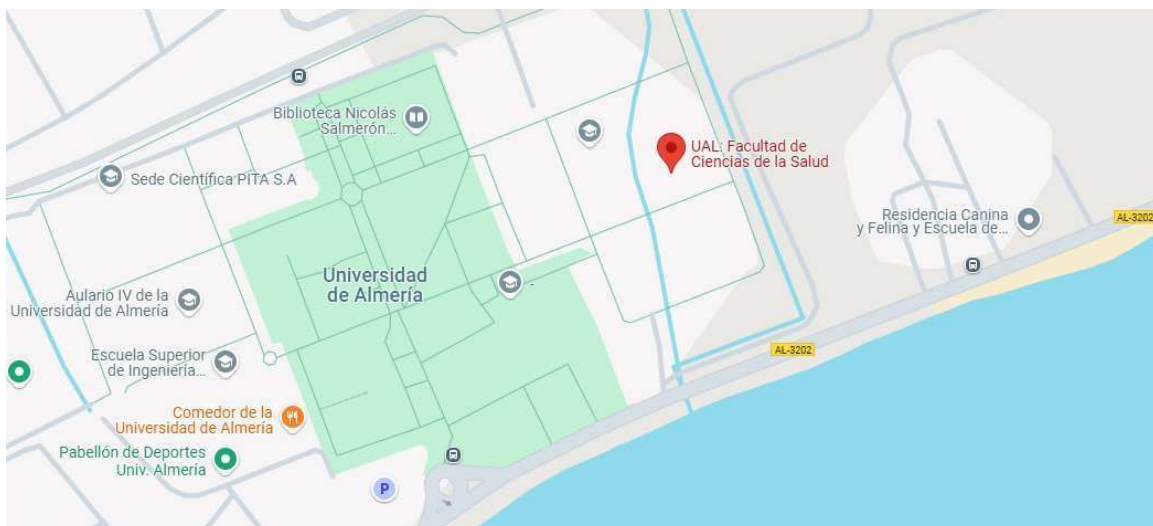 Biblioteca Nicolás
Salmerón...
UAL: Facultad de
Ciencias de la Salud
Sede Científica PITA S.A
Residencia Canina
y Felina y Escuela de...
AL-3202
Universidad
de Almería
-
Aulario IV de la
Universidad de Almería
AL-3202
Escuela Superior
de Ingeniería...
Comedor de la
Universidad de Almería
Pabellón de Deportes
Univ. Almería
P